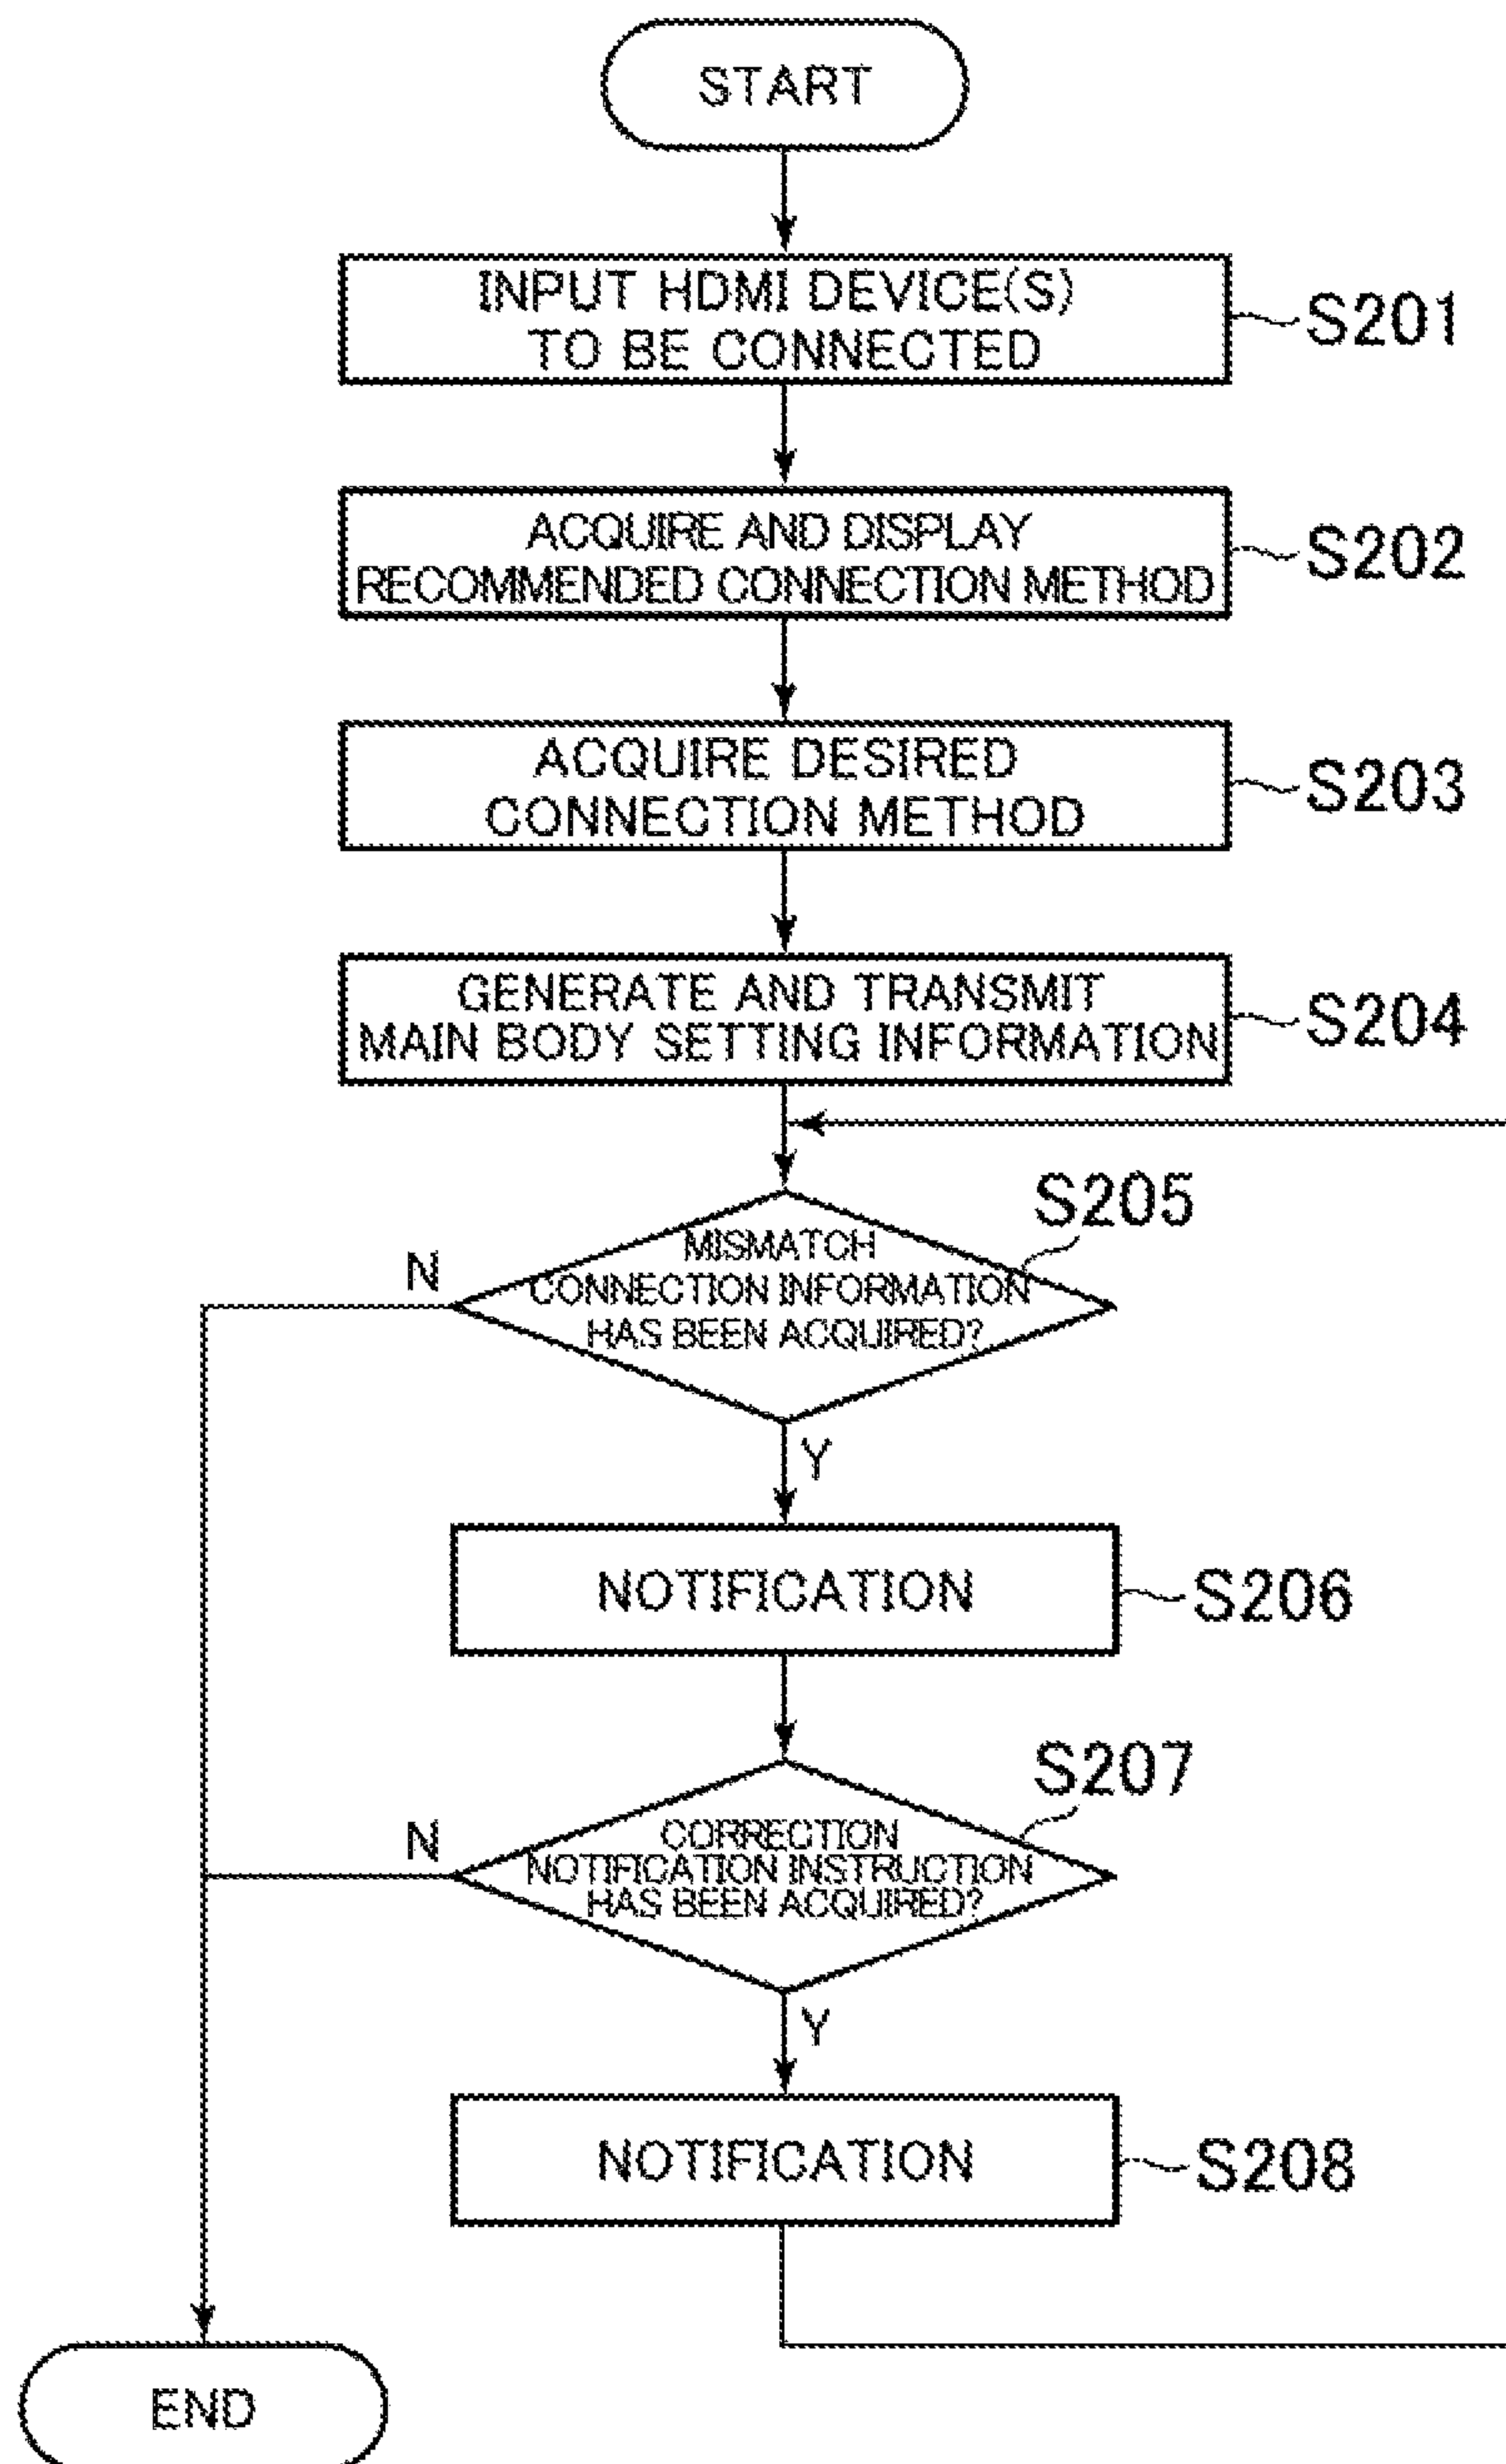 START
INPUT HDMI DEVICE(S)
TO BE CONNECTED
S201
ACQUIRE AND DISPLAY
RECOMMENDED CONNECTION METHOD
S202
ACQUIRE DESIRED
CONNECTION METHOD
S203
GENERATE AND TRANSMIT
MAIN BODY SETTING INFORMATION
S204
S205
MISMATCH
CONNECTION INFORMATION
HAS BEEN ACQUIRED?
N
Y
NOTIFICATION
S206
S207
CORRECTION
NOTIFICATION INSTRUCTION
HAS BEEN ACQUIRED?
N
Y
NOTIFICATION
S208
END